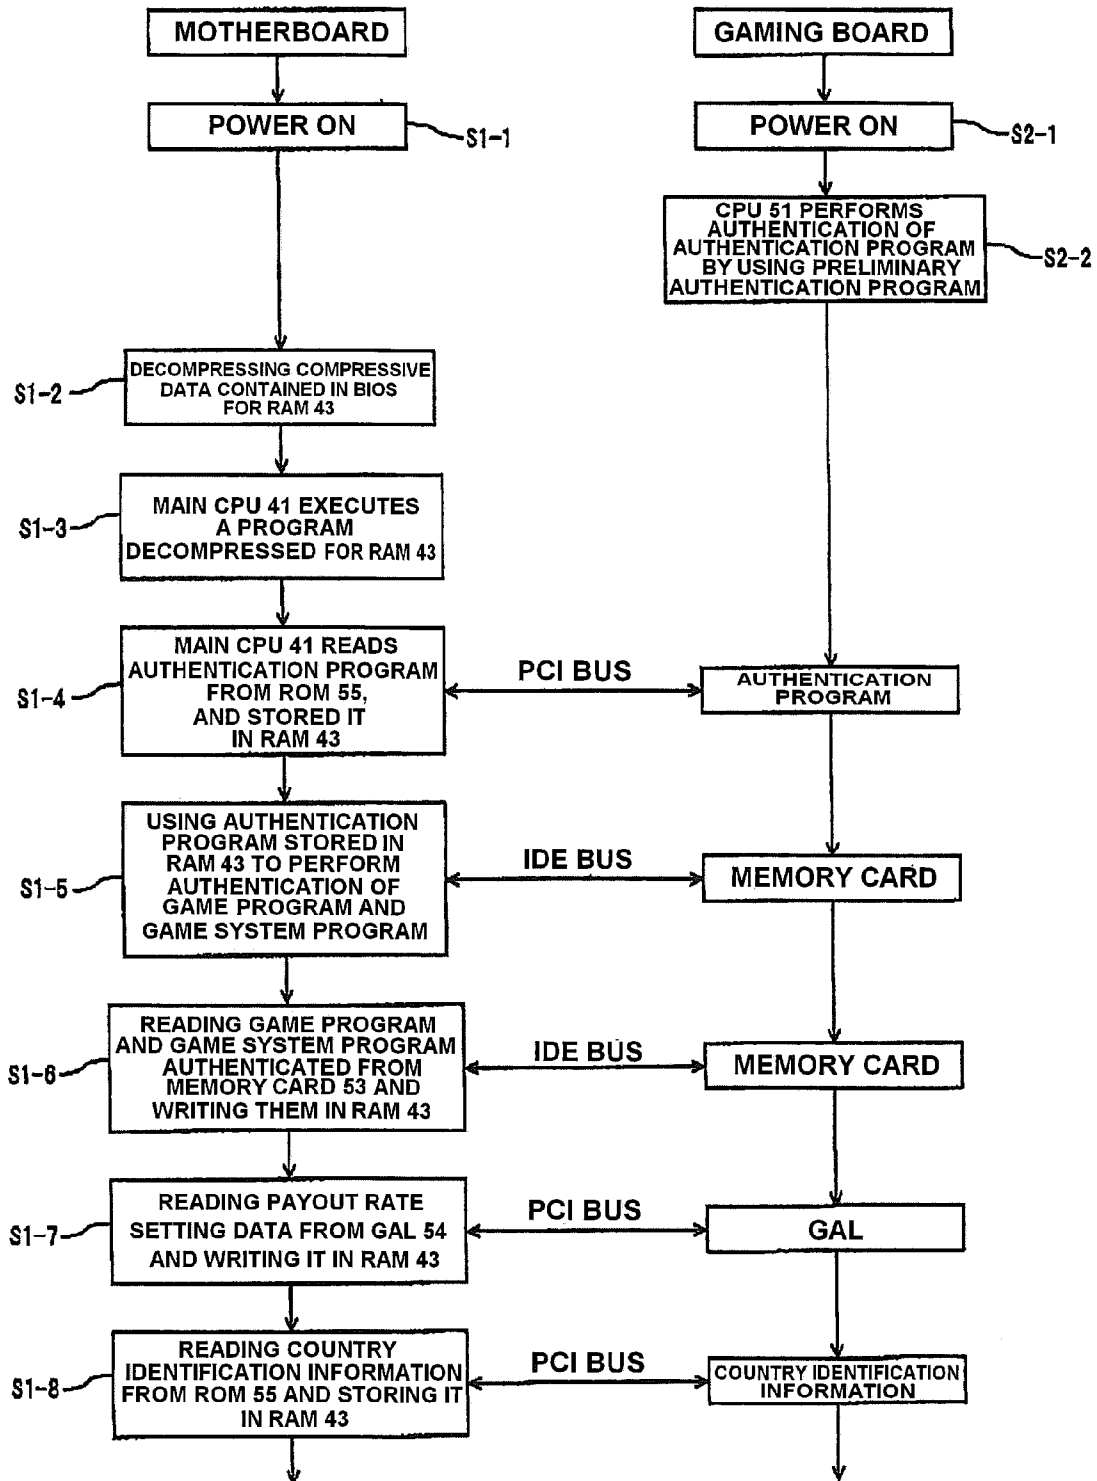 MOTHERBOARD
GAMING BOARD
POWER ON
S1-1
POWER ON
S2-1
CPU 51 PERFORMS
AUTHENTICATION OF
AUTHENTICATION PROGRAM
BY USING PRELIMINARY
AUTHENTICATION PROGRAM
S2-2
S1-2
DECOMPRESSING COMPRESSIVE
DATA CONTAINED IN BIOS
FOR RAM 43
S1-3
MAIN CPU 41 EXECUTES
A PROGRAM
DECOMPRESSED FOR RAM 43
S1-4
MAIN CPU 41 READS
AUTHENTICATION PROGRAM
FROM ROM 55,
AND STORED IT
IN RAM 43
PCI BUS
AUTHENTICATION
PROGRAM
S1-5
USING AUTHENTICATION
PROGRAM STORED IN
RAM 43 TO PERFORM
AUTHENTICATION OF
GAME PROGRAM AND
GAME SYSTEM PROGRAM
IDE BUS
MEMORY CARD
S1-6
READING GAME PROGRAM
AND GAME SYSTEM PROGRAM
AUTHENTICATED FROM
MEMORY CARD 53 AND
WRITING THEM IN RAM 43
IDE BUS
MEMORY CARD
S1-7
READING PAYOUT RATE
SETTING DATA FROM GAL 54
AND WRITING IT IN RAM 43
PCI BUS
GAL
S1-8
READING COUNTRY
IDENTIFICATION INFORMATION
FROM ROM 55 AND STORING IT
IN RAM 43
PCI BUS
COUNTRY IDENTIFICATION
INFORMATION